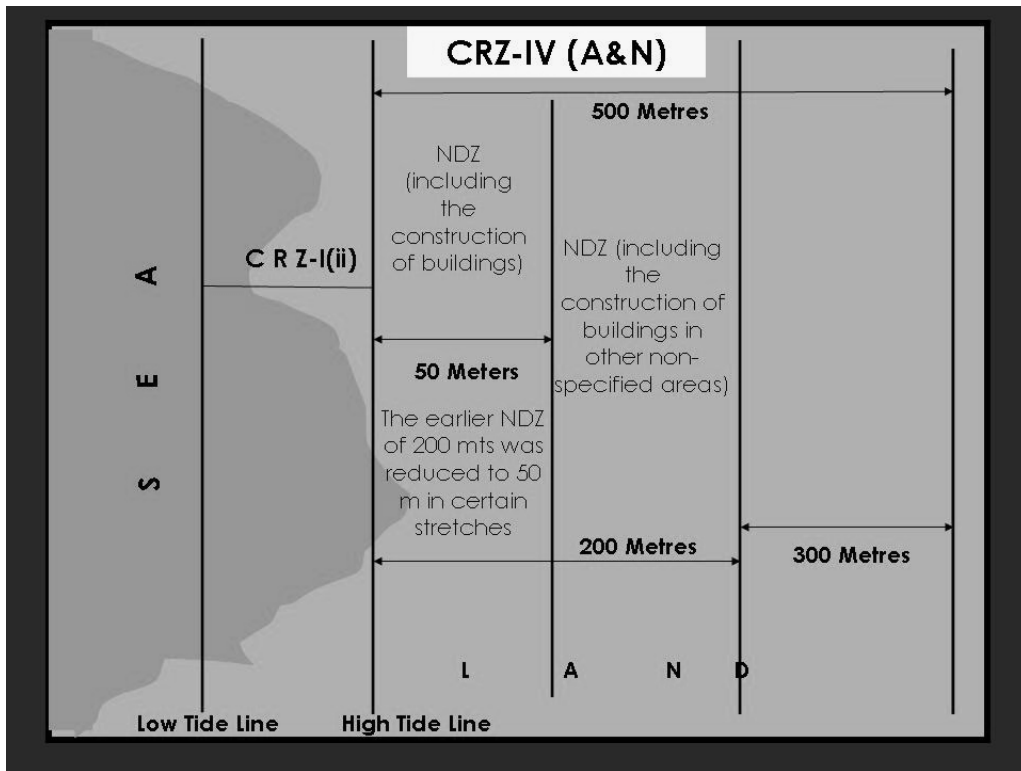 CRZ-IV (A&N)
500 Metres
NDZ
(including
the
construction
of buildings)
NDZ (including
the
construction of
buildings in
other non-
specified areas)
C R Z-I(ii)
50 Meters
The earlier NDZ
of 200 mts was
reduced to 50
m in certain
stretches
200 Metres
300 Metres
S E A
L A N D
Low Tide Line
High Tide Line